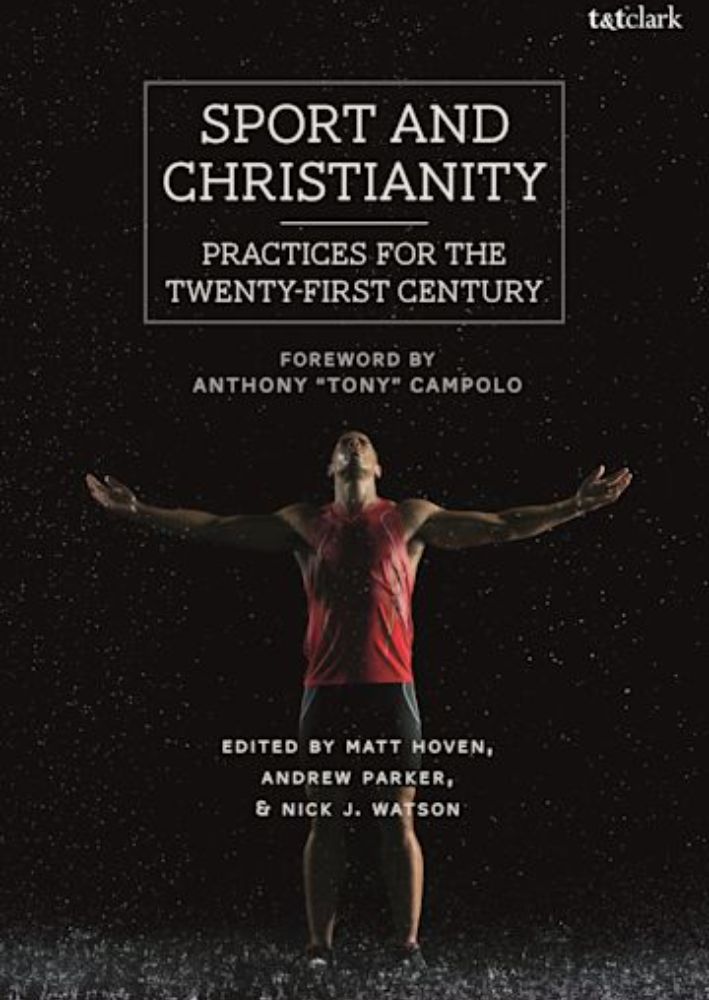 t&tclark
SPORT AND
CHRISTIANITY
PRACTICES FOR THE
TWENTY-FIRST CENTURY
FOREWORD BY
ANTHONY "TONY" CAMPOLO
EDITED BY MATT HOVEN,
ANDREW PARKER,
& NICK J. WATSON